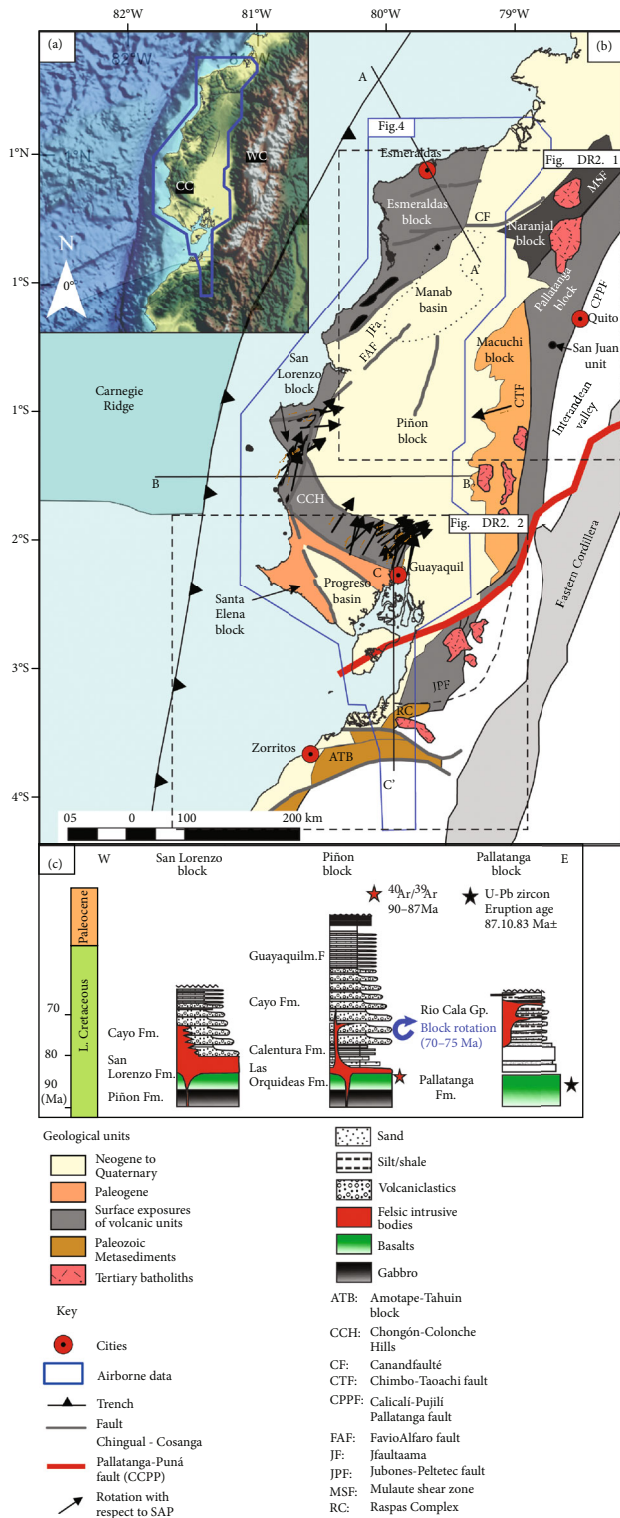 82°W
81°W
80°W
79°W
(a)
(b)
WC
CC
N
0°
1°N
1°S
1°S
2°S
3°S
4°S
A
Fig.4
Esmeraldas
Fig. DR2. 1
MSF
Esmeraldas
block
CF
Naranjal
block
A'
Pallatanga
block
CPPF
Manab
basin
Quito
JFa
FAF
Macuchi
block
San Juan
unit
San
Lorenzo
block
CTF
Interandean
valley
Carnegie
Ridge
Piñon
block
B
B'
CCH
Fig. DR2. 2
Eastern Cordillera
C
Guayaquil
Progreso
basin
Santa
Elena
block
JPF
RC
Zorritos
ATB
C'
05 0 100 200 km
(c)
W
San Lorenzo
block
Piñon
block
Pallatanga
block
E
40 39
Ar/ Ar
90–87Ma
U-Pb zircon
Eruption age
87.10.83 Ma±
Paleocene
L. Cretaceous
70
80
90
(Ma)
Guayaquilm.F
Cayo Fm.
Cayo Fm.
San
Lorenzo Fm.
Piñon Fm.
Calentura Fm.
Las
Orquideas Fm.
Rio Cala Gp.
Block rotation
(70–75 Ma)
Pallatanga
Fm.
Geological units
Neogene to
Quaternary
Paleogene
Surface exposures
of volcanic units
Paleozoic
Metasediments
Tertiary batholiths
Key
Cities
Airborne data
Trench
Fault
Chingual - Cosanga
Pallatanga-Puná
fault (CCPP)
Rotation with
respect to SAP
Sand
Silt/shale
Volcaniclastics
Felsic intrusive
bodies
Basalts
Gabbro
ATB: Amotape-Tahuin
block
CCH: Chongón-Colonche
Hills
CF: Canandfaulté
CTF: Chimbo-Taoachi fault
CPPF: Calicalí-Pujilí
Pallatanga fault
FAF: FavioAlfaro fault
JF: Jfaultaama
JPF: Jubones-Peltetec fault
MSF: Mulaute shear zone
RC: Raspas Complex